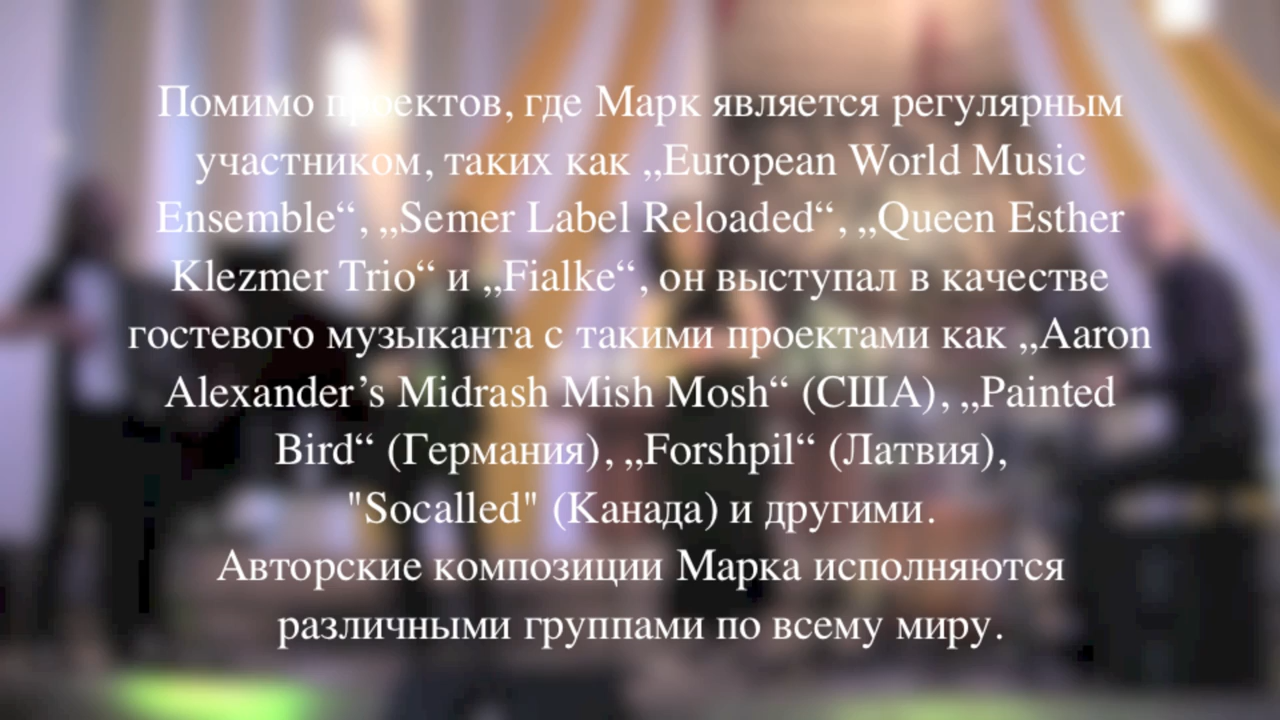 Помимо проектов, где Марк является регулярным
участником, таких как „European World Music
Ensemble“, „Semer Label Reloaded“, „Queen Esther
Klezmer Trio“ и „Fialke“, он выступал в качестве
гостевого музыканта с такими проектами как „Aaron
Alexander’s Midrash Mish Mosh“ (США), „Painted
Bird“ (Германия), „Forshpil“ (Латвия),
"Socalled" (Канада) и другими.
Авторские композиции Марка исполняются
различными группами по всему миру.